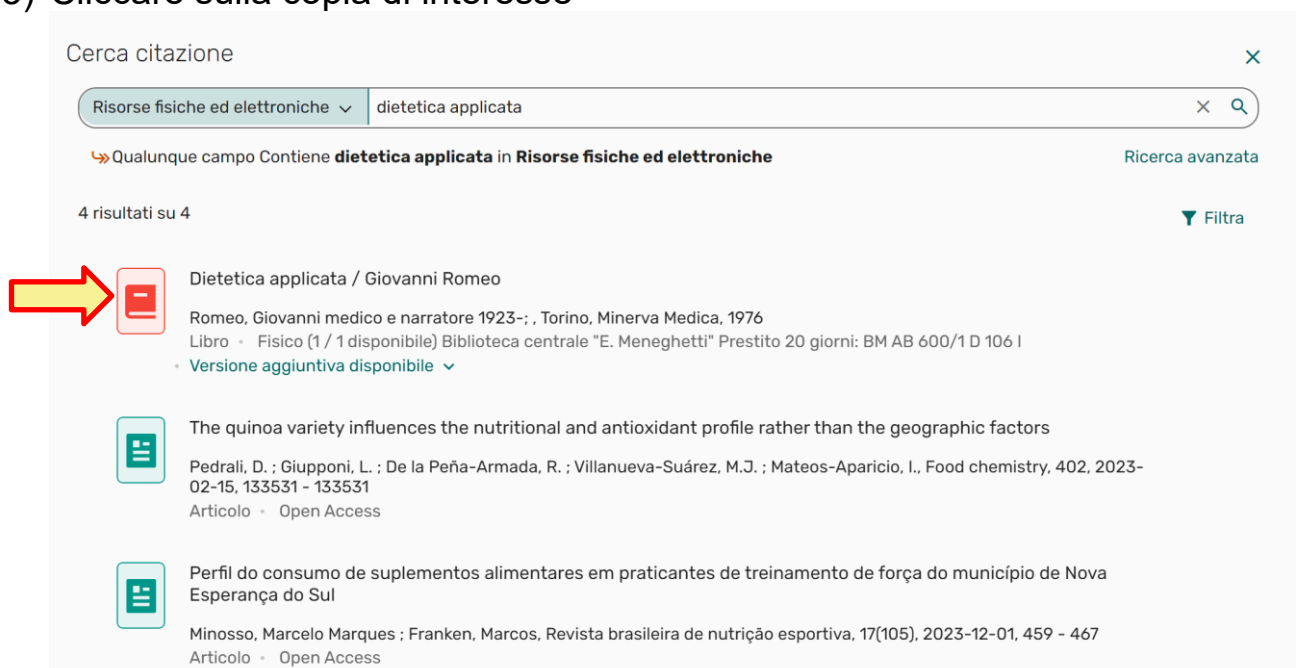 Cliccare sulla copia di interesse
Cerca citazione
Risorse fisiche ed elettroniche dietetica applicata
Qualunque campo Contiene dietetica applicata in Risorse fisiche ed elettroniche Ricerca avanzata
4 risultati su 4 Filtra
Dietetica applicata / Giovanni Romeo
Romeo, Giovanni medico e narratore 1923-; , Torino, Minerva Medica, 1976
Libro • Fisico (1 / 1 disponibile) Biblioteca centrale "E. Meneghetti" Prestito 20 giorni: BM AB 600/1 D 106 I
• Versione aggiuntiva disponibile
The quinoa variety influences the nutritional and antioxidant profile rather than the geographic factors
Pedrali, D. ; Giupponi, L. ; De la Peña-Armada, R. ; Villanueva-Suárez, M.J. ; Mateos-Aparicio, I., Food chemistry, 402, 2023-
02-15, 133531 - 133531
Articolo • Open Access
Perfil do consumo de suplementos alimentares em praticantes de treinamento de força do município de Nova
Esperança do Sul
Minosso, Marcelo Marques ; Franken, Marcos, Revista brasileira de nutrição esportiva, 17(105), 2023-12-01, 459 - 467
Articolo • Open Access